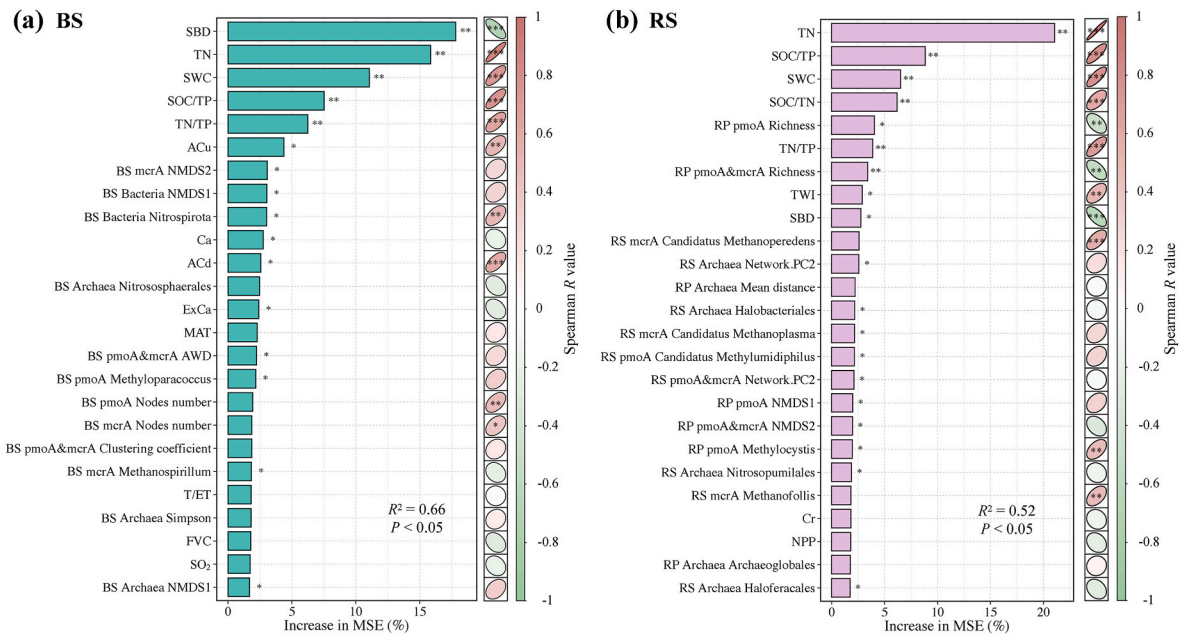 (a) BS
SBD **  ***
TN **  ***
SWC **  ***
SOC/TP **  ***
TN/TP **  ***
ACu *  **
BS mcrA NMDS2 *
BS Bacteria NMDS1 *
BS Bacteria Nitrospirota *  **
Ca *
ACd *  ***
BS Archaea Nitrososphaerales
ExCa *
MAT
BS pmoA&mcrA AWD *
BS pmoA Methyloparacoccus *
BS pmoA Nodes number  **
BS mcrA Nodes number  *
BS pmoA&mcrA Clustering coefficient
BS mcrA Methanospirillum *
T/ET
BS Archaea Simpson
FVC
SO₂
BS Archaea NMDS1 *
R² = 0.66
P < 0.05
0 5 10 15
Increase in MSE (%)
1
0.8
0.6
0.4
0.2
0
-0.2
-0.4
-0.6
-0.8
-1
Spearman R value
(b) RS
TN **  ***
SOC/TP **  ***
SWC **  ***
SOC/TN **  ***
RP pmoA Richness *  **
TN/TP **  ***
RP pmoA&mcrA Richness **  **
TWI *  **
SBD *  ***
RS mcrA Candidatus Methanoperedens  ***
RS Archaea Network.PC2 *
RP Archaea Mean distance
RS Archaea Halobacteriales *
RS mcrA Candidatus Methanoplasma *
RS pmoA Candidatus Methylumidiphilus *
RS pmoA&mcrA Network.PC2 *
RP pmoA NMDS1 *
RP pmoA&mcrA NMDS2 *
RP pmoA Methylocystis *  **
RS Archaea Nitrosopumilales *
RS mcrA Methanofollis  **
Cr
NPP
RP Archaea Archaeoglobales
RS Archaea Haloferacales *
R² = 0.52
P < 0.05
0 5 10 15 20
Increase in MSE (%)
1
0.8
0.6
0.4
0.2
0
-0.2
-0.4
-0.6
-0.8
-1
Spearman R value